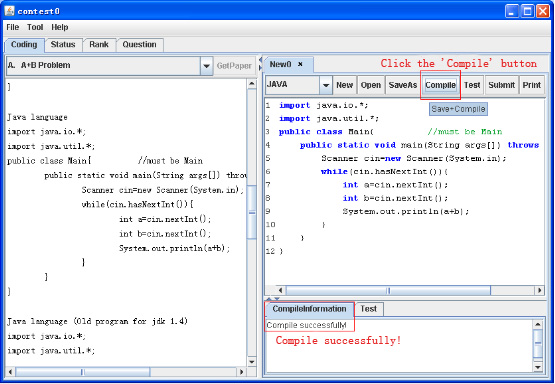 contest0
File Tool Help
Coding Status Rank Question
A. A+B Problem GetPaper
}
Java language
import java.io.*;
import java.util.*;
public class Main{ //must be Main
public static void main(String args[]) throw
Scanner cin=new Scanner(System.in);
while(cin.hasNextInt()){
int a=cin.nextInt();
int b=cin.nextInt();
System.out.println(a+b);
}
}
}
Java language (Old program for jdk 1.4)
import java.io.*;
import java.util.*;
New0 ×
Click the 'Compile' button
JAVA New Open SaveAs Compile Test Submit Print
Save+Compile
1 import java.io.*;
2 import java.util.*;
3 public class Main{ //must be Main
4 public static void main(String args[]) throws
5 Scanner cin=new Scanner(System.in);
6 while(cin.hasNextInt()){
7 int a=cin.nextInt();
8 int b=cin.nextInt();
9 System.out.println(a+b);
10 }
11 }
12 }
CompileInformation Test
Compile successfully!
Compile successfully!